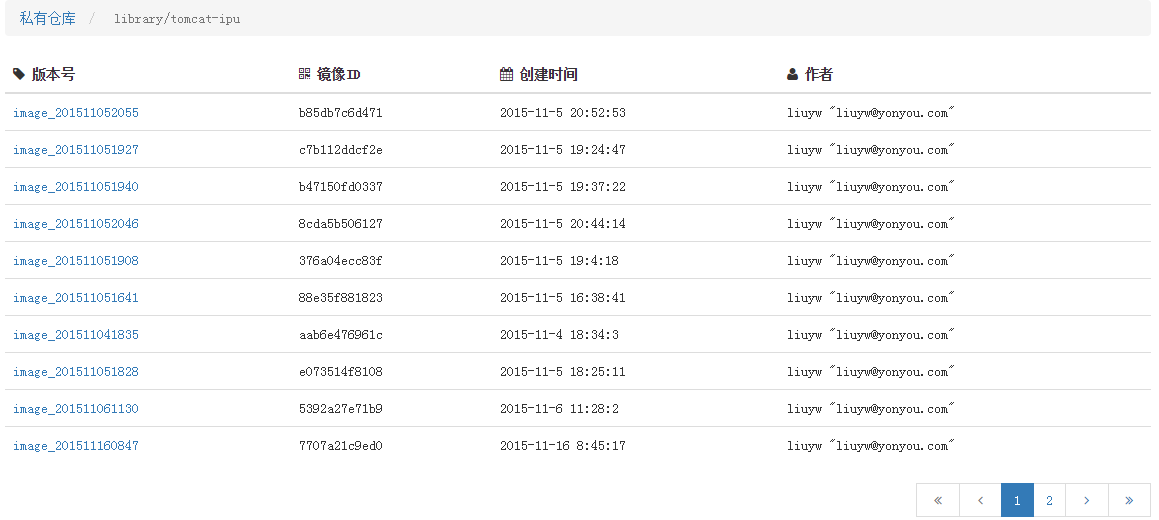 私有仓库 / library/tomcat-ipu
版本号 镜像ID 创建时间 作者
image_201511052055 b85db7c6d471 2015-11-5 20:52:53 liuyw "liuyw@yonyou.com"
image_201511051927 c7b112ddcf2e 2015-11-5 19:24:47 liuyw "liuyw@yonyou.com"
image_201511051940 b47150fd0337 2015-11-5 19:37:22 liuyw "liuyw@yonyou.com"
image_201511052046 8cda5b506127 2015-11-5 20:44:14 liuyw "liuyw@yonyou.com"
image_201511051908 376a04ecc83f 2015-11-5 19:4:18 liuyw "liuyw@yonyou.com"
image_201511051641 88e35f881823 2015-11-5 16:38:41 liuyw "liuyw@yonyou.com"
image_201511041835 aab6e476961c 2015-11-4 18:34:3 liuyw "liuyw@yonyou.com"
image_201511051828 e073514f8108 2015-11-5 18:25:11 liuyw "liuyw@yonyou.com"
image_201511061130 5392a27e71b9 2015-11-6 11:28:2 liuyw "liuyw@yonyou.com"
image_201511160847 7707a21c9ed0 2015-11-16 8:45:17 liuyw "liuyw@yonyou.com"
« ‹ 1 2 › »